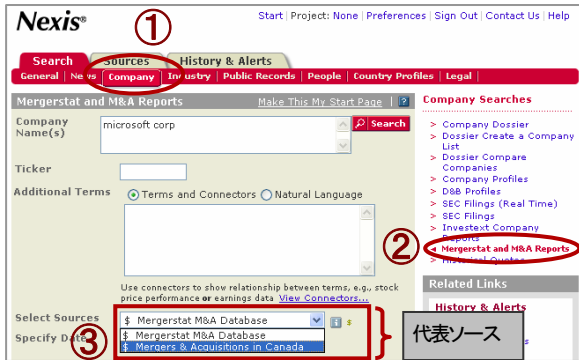 Nexis®
Start | Project: None | Preferences | Sign Out | Contact Us | Help
①
Search Sources History & Alerts
General | News | Company | Industry | Public Records | People | Country Profiles | Legal |
Mergerstat and M&A Reports Make This My Start Page | ?
Company Name(s)
microsoft corp
Search
Ticker
Additional Terms
Terms and Connectors Natural Language
Use connectors to show relationship between terms, e.g., stock
price performance or earnings data View Connectors...
Select Sources
$ Mergerstat M&A Database
i s
Specify Date
③
$ Mergerstat M&A Database
$ Mergers & Acquisitions in Canada
代表ソース
Company Searches
> Company Dossier
> Dossier Create a Company
List
> Dossier Compare
Companies
> Company Profiles
> D&B Profiles
> SEC Filings (Real Time)
> SEC Filings
> Investext Company
Reports
②
Mergerstat and M&A Reports
> Historical Quotes
Related Links
History & Alerts